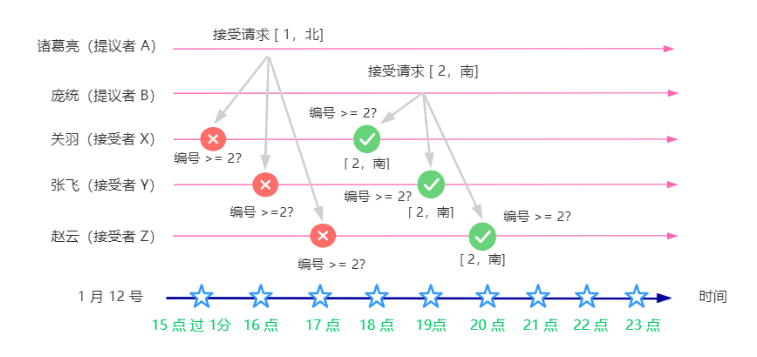 诸葛亮（提议者 A）
接受请求 [ 1，北]
接受请求 [ 2，南]
庞统（提议者 B）
编号 >= 2?
关羽（接受者 X）
编号 >= 2?
[ 2，南]
张飞（接受者 Y）
编号 >= 2?
编号 >=2?
[ 2，南]
编号 >= 2?
赵云（接受者 Z）
编号 >= 2?
[ 2，南]
1 月 12 号
时间
15 点 过 1分 16 点 17 点 18 点 19点 20 点 21 点 22 点 23 点